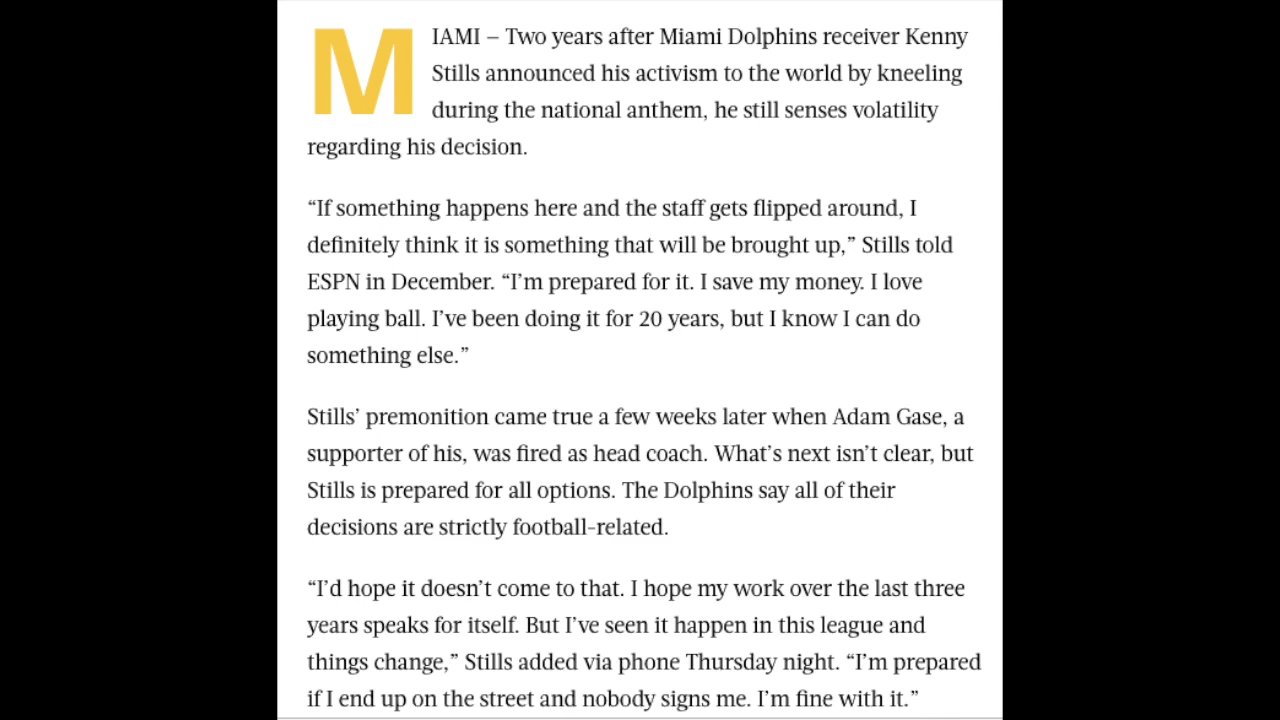 MIAMI – Two years after Miami Dolphins receiver Kenny
Stills announced his activism to the world by kneeling
during the national anthem, he still senses volatility
regarding his decision.
“If something happens here and the staff gets flipped around, I
definitely think it is something that will be brought up,” Stills told
ESPN in December. “I’m prepared for it. I save my money. I love
playing ball. I’ve been doing it for 20 years, but I know I can do
something else.”
Stills’ premonition came true a few weeks later when Adam Gase, a
supporter of his, was fired as head coach. What’s next isn’t clear, but
Stills is prepared for all options. The Dolphins say all of their
decisions are strictly football-related.
“I’d hope it doesn’t come to that. I hope my work over the last three
years speaks for itself. But I’ve seen it happen in this league and
things change,” Stills added via phone Thursday night. “I’m prepared
if I end up on the street and nobody signs me. I’m fine with it.”